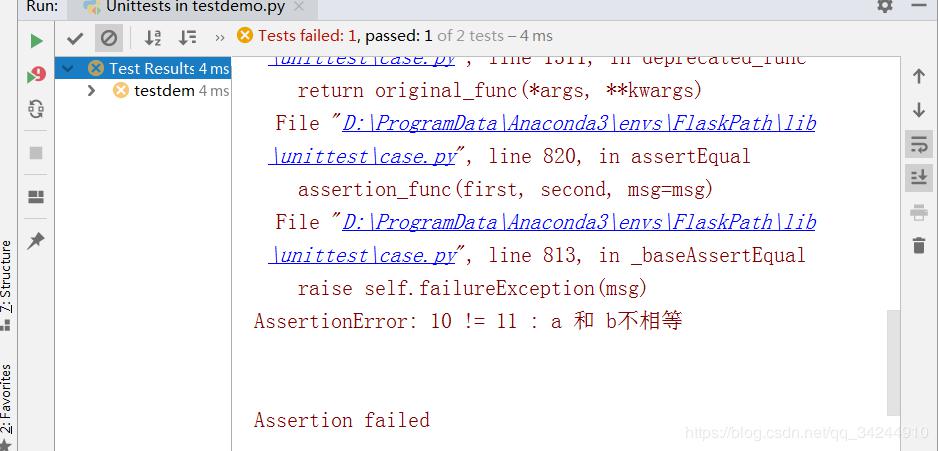 Run:
Unittests in testdemo.py
Tests failed: 1, passed: 1 of 2 tests – 4 ms
Test Results 4 ms
testdem 4 ms
\unittest\case.py", line 1311, in deprecated_func
return original_func(*args, **kwargs)
File "D:\ProgramData\Anaconda3\envs\FlaskPath\lib
\unittest\case.py", line 820, in assertEqual
assertion_func(first, second, msg=msg)
File "D:\ProgramData\Anaconda3\envs\FlaskPath\lib
\unittest\case.py", line 813, in _baseAssertEqual
raise self.failureException(msg)
AssertionError: 10 != 11 : a 和 b不相等
Assertion failed
7: Structure
2: Favorites
https://blog.csdn.net/qq_34244910